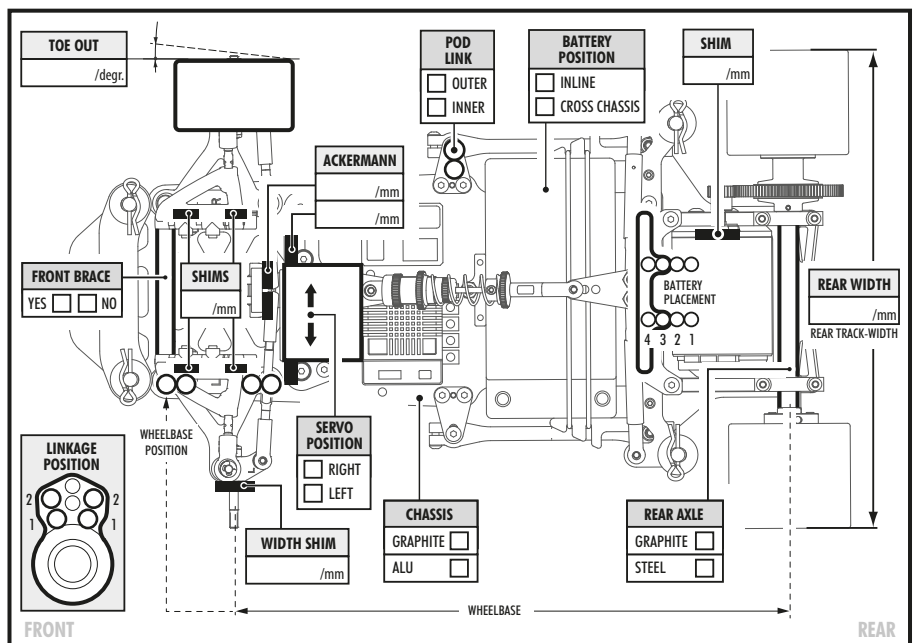 TOE OUT
/degr.
POD
LINK
OUTER
INNER
BATTERY
POSITION
INLINE
CROSS CHASSIS
SHIM
/mm
ACKERMANN
/mm
/mm
R
FRONT BRACE
YES NO
SHIMS
/mm
BATTERY
PLACEMENT
4 3 2 1
REAR WIDTH
/mm
REAR TRACK-WIDTH
WHEELBASE
POSITION
LINKAGE
POSITION
2 2
1 1
SERVO
POSITION
RIGHT
LEFT
L
WIDTH SHIM
/mm
CHASSIS
GRAPHITE
ALU
REAR AXLE
GRAPHITE
STEEL
WHEELBASE
FRONT
REAR